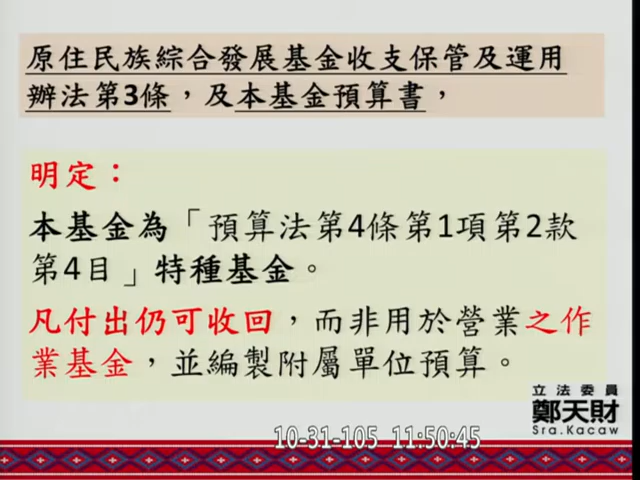 原住民族綜合發展基金收支保管及運用
辦法第3條，及本基金預算書，
明定：
本基金為「預算法第4條第1項第2款
第4目」特種基金。
凡付出仍可收回，而非用於營業之作
業基金，並編製附屬單位預算。
立法委員
鄭天財
Sra.Kacaw
10-31-105 11:50:45